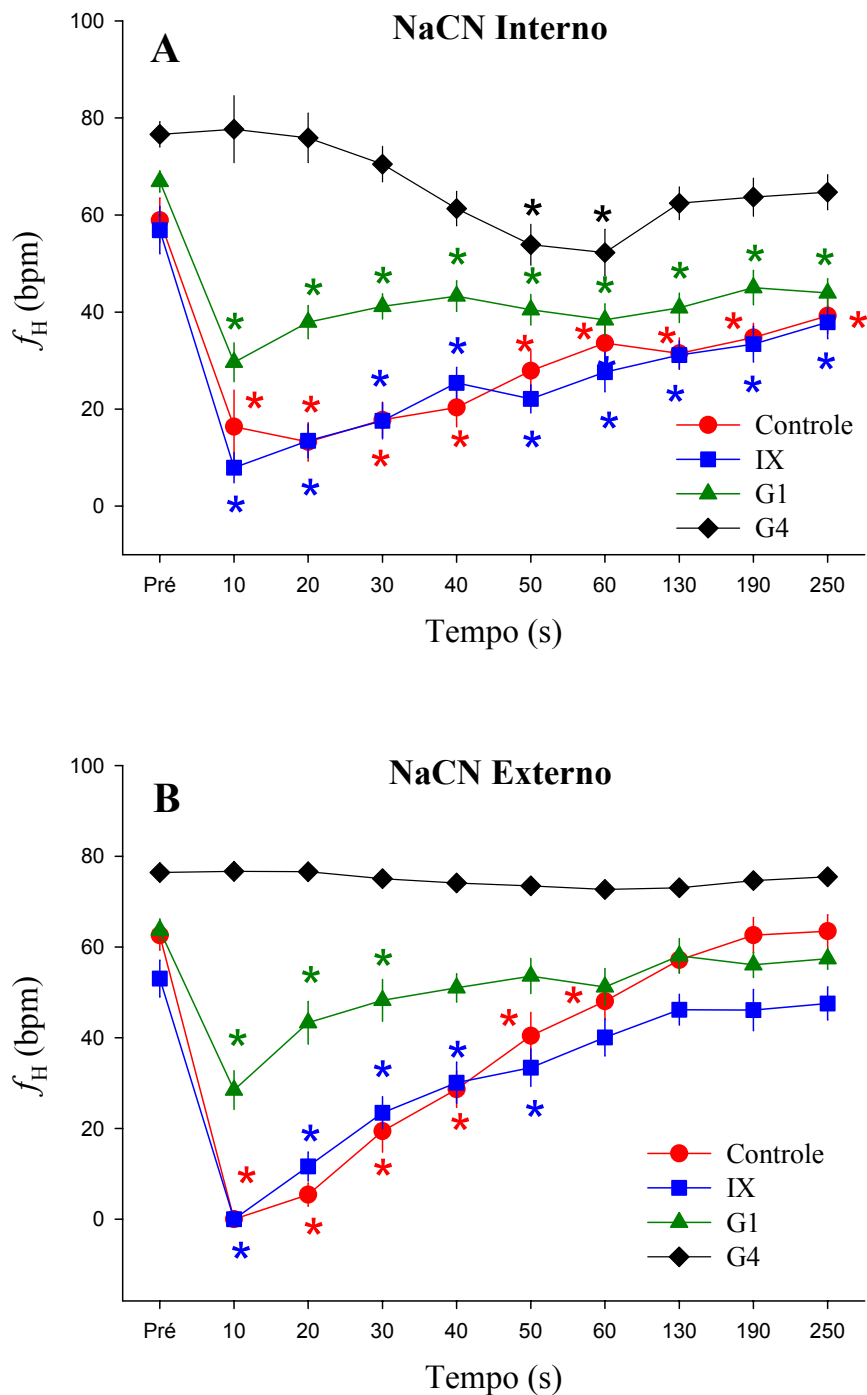 NaCN Interno
A
100
80
60
40
20
0
f_H (bpm)
Controle
IX
G1
G4
Pré 10 20 30 40 50 60 130 190 250
Tempo (s)
NaCN Externo
B
100
80
60
40
20
0
f_H (bpm)
Controle
IX
G1
G4
Pré 10 20 30 40 50 60 130 190 250
Tempo (s)